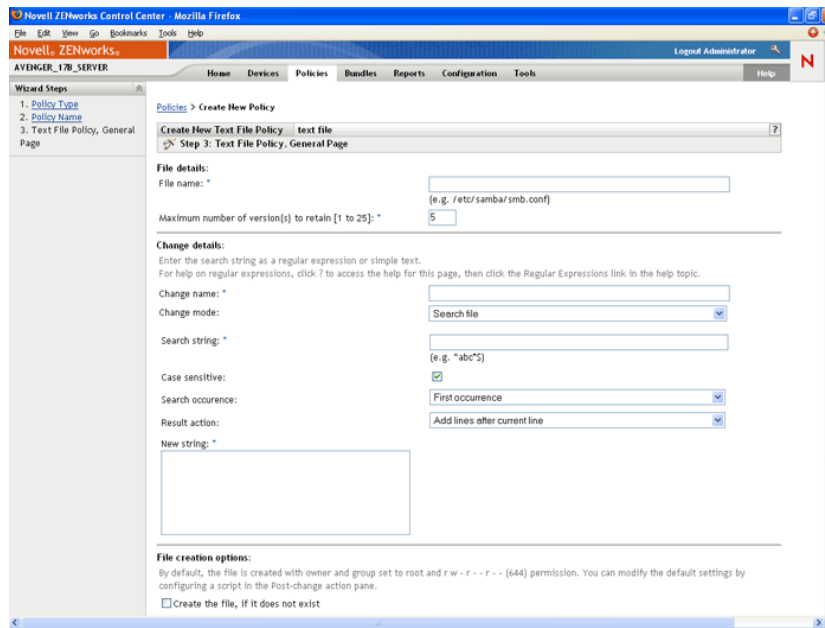 Novell ZENworks Control Center - Mozilla Firefox
File Edit View Go Bookmarks Tools Help
Novell® ZENworks®
Logout Administrator
N
AVENGER_17B_SERVER
Home Devices Policies Bundles Reports Configuration Tools Help
Wizard Steps
1. Policy Type
2. Policy Name
3. Text File Policy, General
Page
Policies > Create New Policy
Create New Text File Policy text file ?
Step 3: Text File Policy, General Page
File details:
File name: *
(e.g. /etc/samba/smb.conf)
Maximum number of version(s) to retain [1 to 25]: * 5
Change details:
Enter the search string as a regular expression or simple text.
For help on regular expressions, click ? to access the help for this page, then click the Regular Expressions link in the help topic.
Change name: *
Change mode: Search file
Search string: *
(e.g. ^abc*$)
Case sensitive:
Search occurence: First occurrence
Result action: Add lines after current line
New string: *
File creation options:
By default, the file is created with owner and group set to root and r w - r - - r - - (644) permission. You can modify the default settings by
configuring a script in the Post-change action pane.
Create the file, if it does not exist